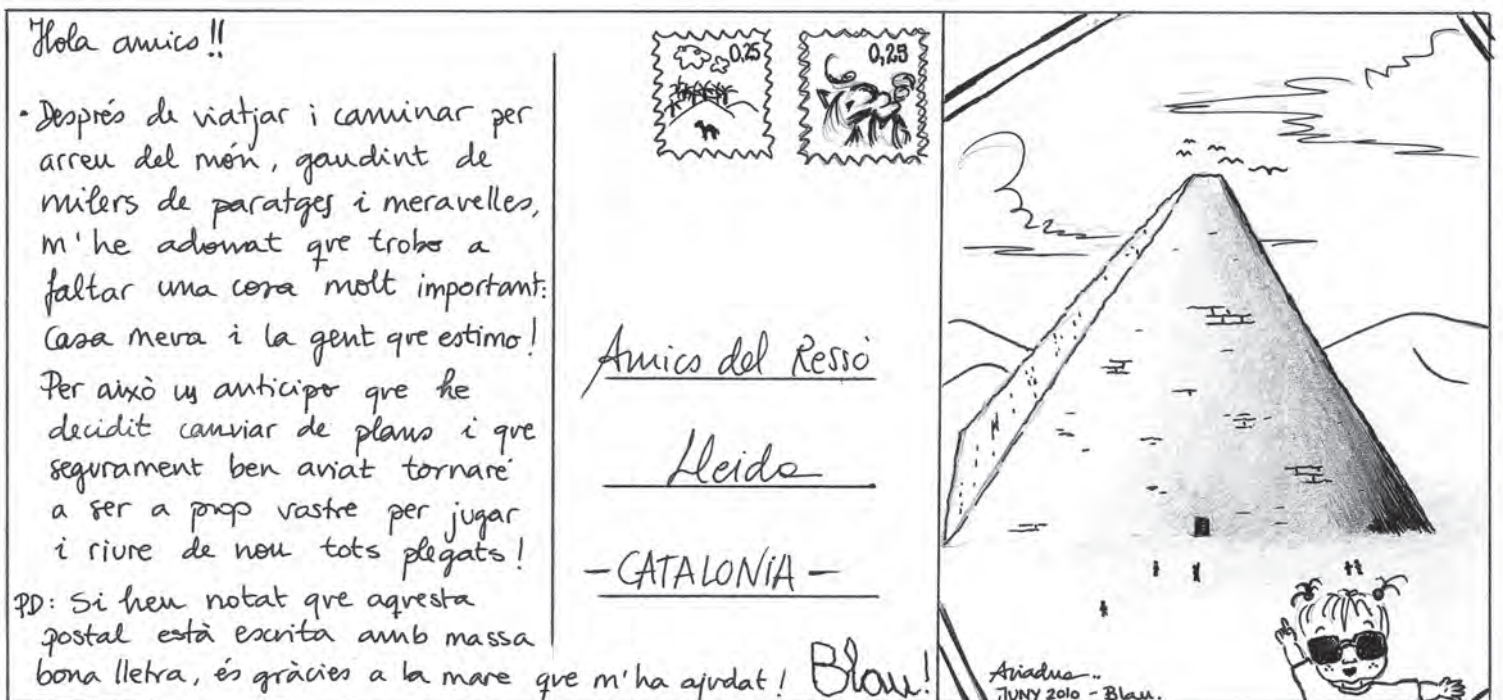 Hola amics!!
• Després de viatjar i caminar per
arreu del món, gaudint de
milers de paratges i meravelles,
m'he adonat que trobo a
faltar una cosa molt important:
Casa meva i la gent que estimo!
Per això us anticipo que he
decidit canviar de plans i que
segurament ben aviat tornaré
a ser a prop vostre per jugar
i riure de nou tots plegats!
PD: Si heu notat que aquesta
postal està escrita amb massa
bona lletra, és gràcies a la mare que m'ha ajudat! Blau!
0,25
0,25
Amics del Ressò
Lleida
-CATALONIA-
Ariadna..
JUNY 2010 - Blau.